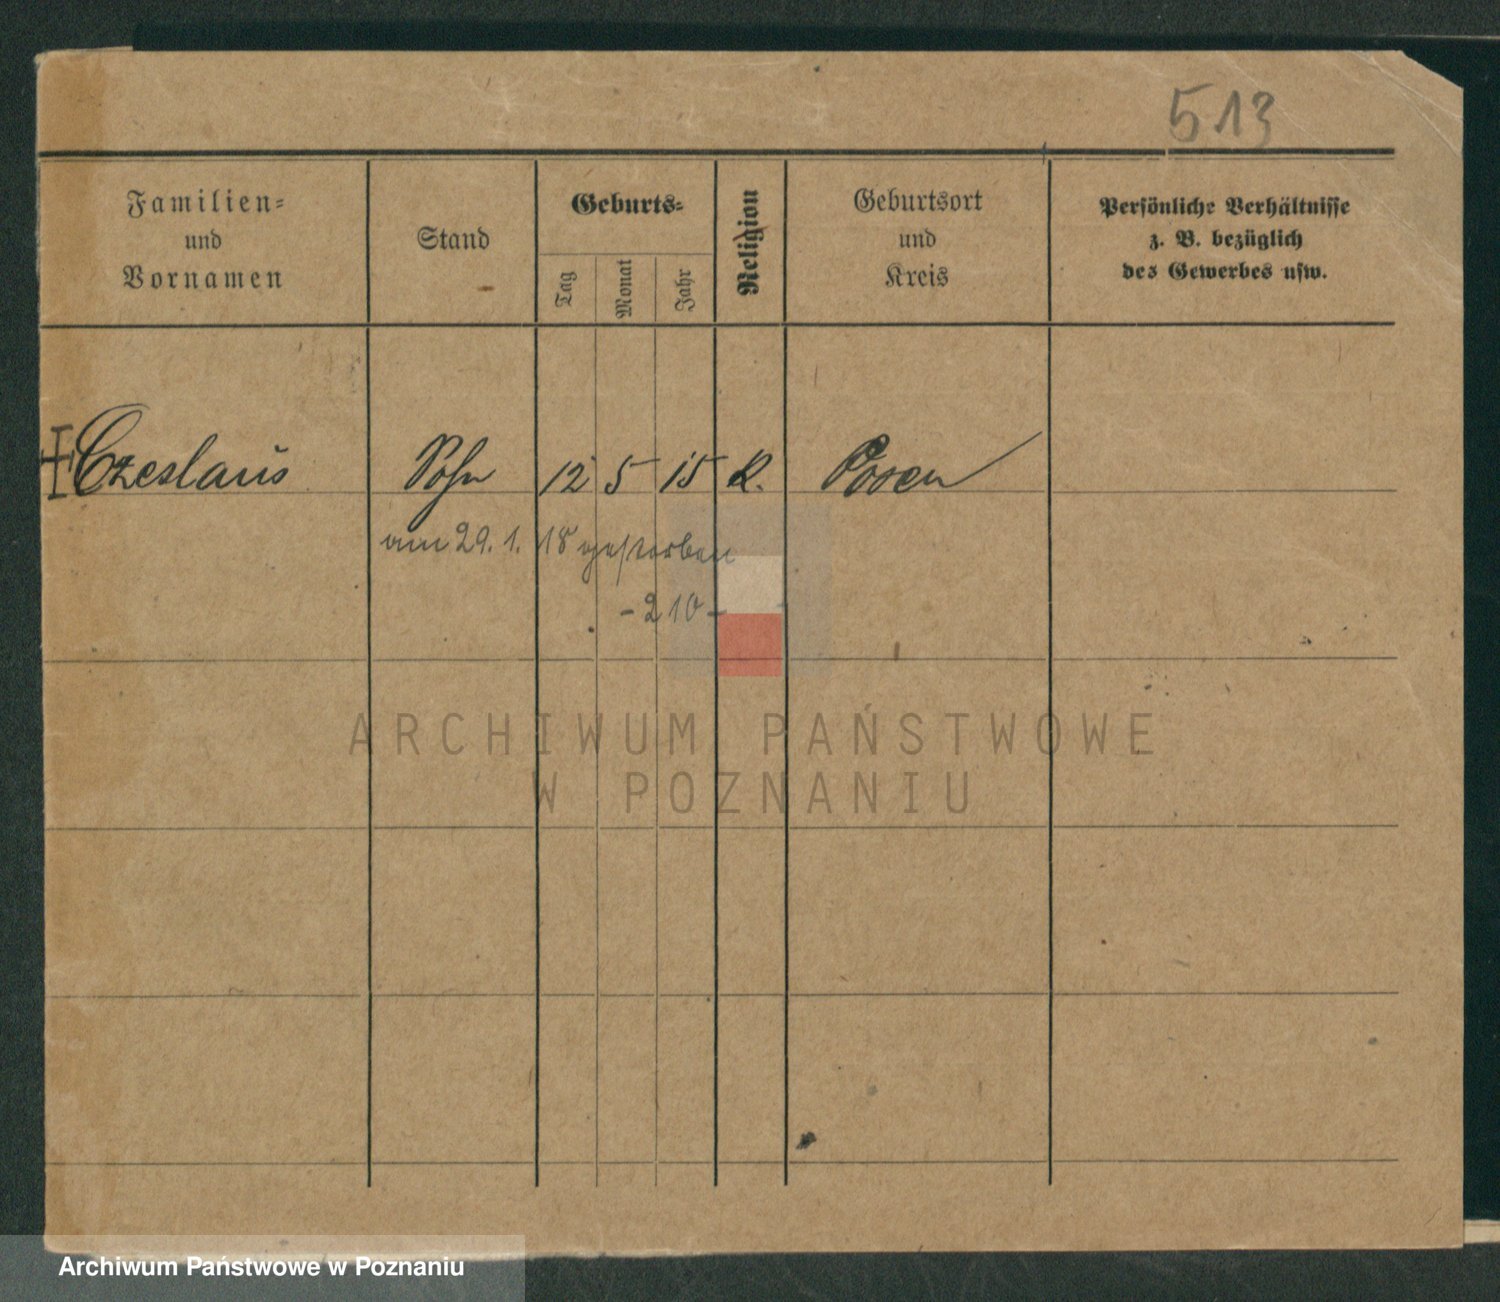 513
Familien=
und
Vornamen
Stand
Geburts=
Tag
Monat
Jahr
Religion
Geburtsort
und
Kreis
Persönliche Verhältnisse
z. B. bezüglich
des Gewerbes usw.
Czeslaus Sohn 12 5 15 K. Posen
am 29. 1. 18 gestorben
- 210 -
ARCHIWUM PAŃSTWOWE
W POZNANIU
Archiwum Państwowe w Poznaniu